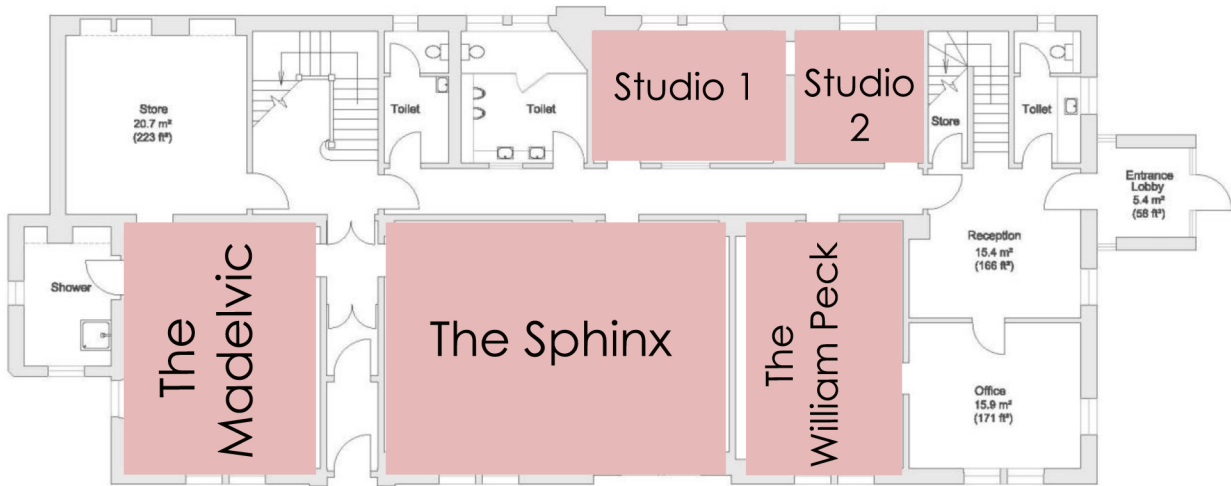 Store
20.7 m²
(223 ft²)
Toilet
Toilet
Studio 1
Studio
2
Store
Toilet
Entrance
Lobby
5.4 m²
(58 ft²)
Reception
15.4 m²
(166 ft²)
Shower
The
Madelvic
The Sphinx
The
William Peck
Office
15.9 m²
(171 ft²)